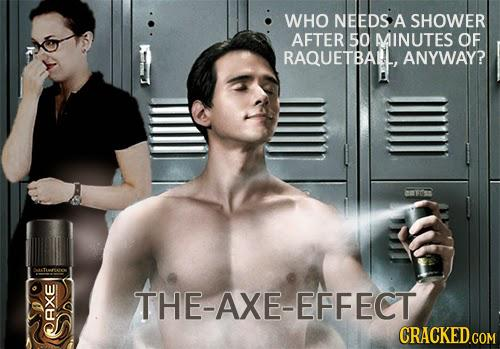 WHO NEEDS A SHOWER
AFTER 50 MINUTES OF
RAQUETBALL, ANYWAY?
AXE
THE-AXE-EFFECT
CRACKED.COM